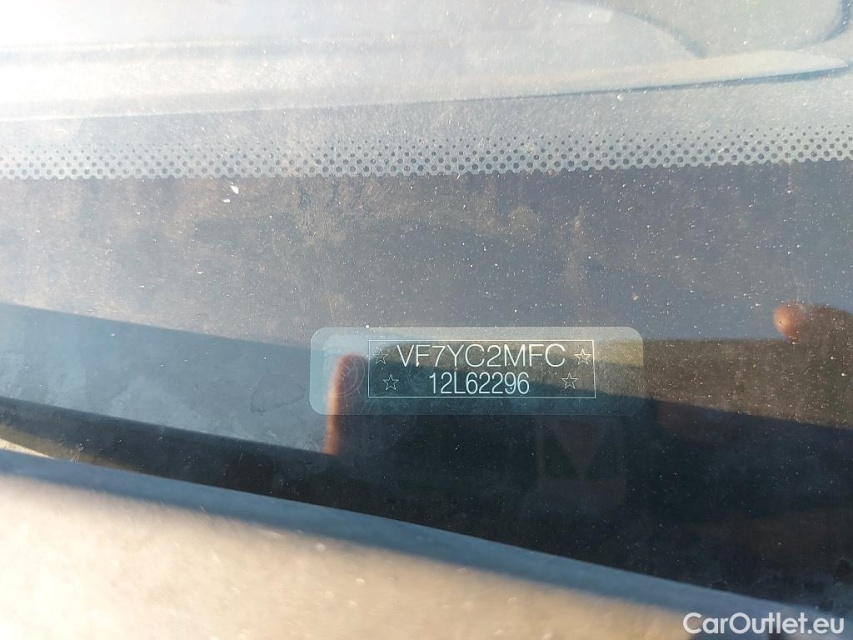 ☆ VF7YC2MFC ☆
☆ 12L62296 ☆
CarOutlet.eu